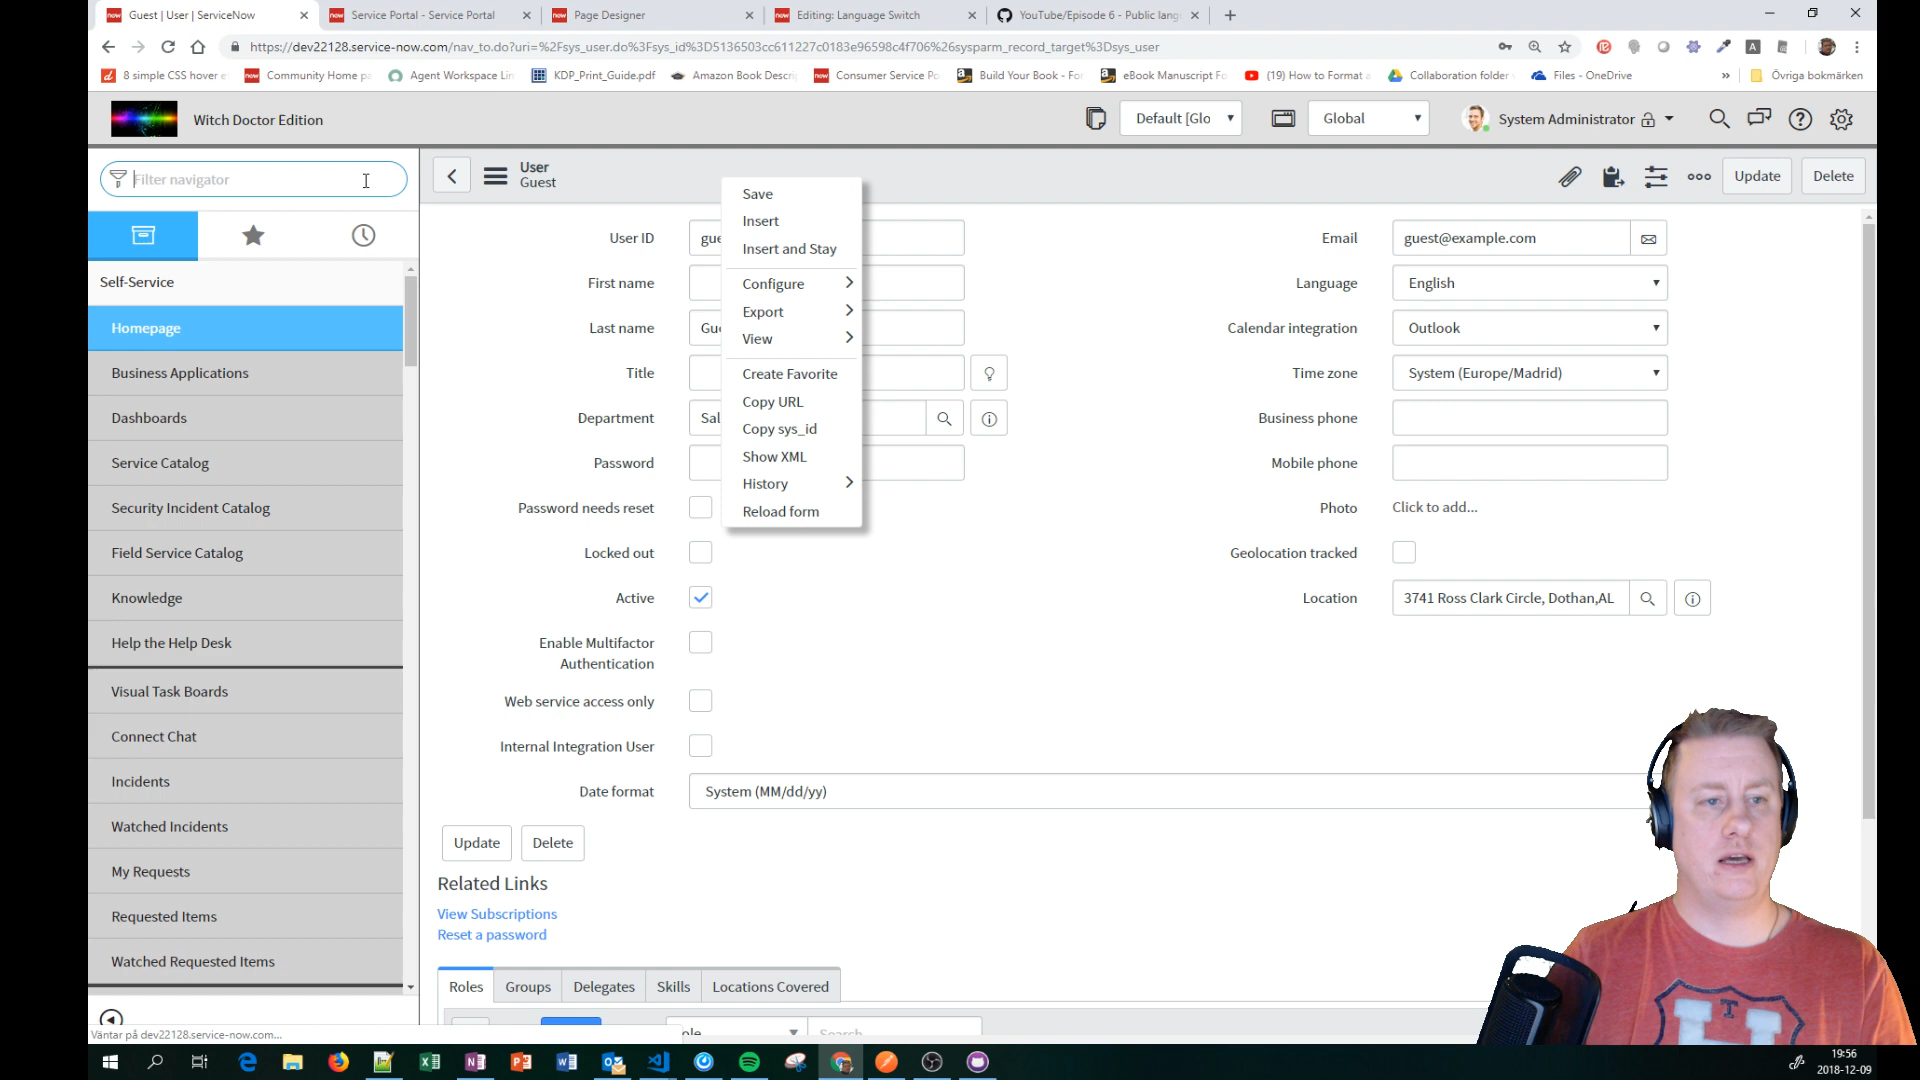 Guest | User | ServiceNow
Service Portal - Service Portal
Page Designer
Editing: Language Switch
YouTube/Episode 6 - Public lang
https://dev22128.service-now.com/nav_to.do?uri=%2Fsys_user.do%3Fsys_id%3D5136503cc611227c0183e96598c4f706%26sysparm_record_target%3Dsys_user
8 simple CSS hover e
Community Home pa
Agent Workspace Lin
KDP_Print_Guide.pdf
Amazon Book Descri
Consumer Service Po
Build Your Book - For
eBook Manuscript Fo
(19) How to Format a
Collaboration folder
Files - OneDrive
Övriga bokmärken
Witch Doctor Edition
Default [Glo
Global
System Administrator
Filter navigator
User
Guest
Update
Delete
Self-Service
Homepage
Business Applications
Dashboards
Service Catalog
Security Incident Catalog
Field Service Catalog
Knowledge
Help the Help Desk
Visual Task Boards
Connect Chat
Incidents
Watched Incidents
My Requests
Requested Items
Watched Requested Items
Väntar på dev22128.service-now.com...
Save
Insert
Insert and Stay
Configure
Export
View
Create Favorite
Copy URL
Copy sys_id
Show XML
History
Reload form
User ID
gue
First name
Last name
Gue
Title
Department
Sal
Password
Password needs reset
Locked out
Active
Enable Multifactor
Authentication
Web service access only
Internal Integration User
Date format
System (MM/dd/yy)
Email
guest@example.com
Language
English
Calendar integration
Outlook
Time zone
System (Europe/Madrid)
Business phone
Mobile phone
Photo
Click to add...
Geolocation tracked
Location
3741 Ross Clark Circle, Dothan,AL
Update
Delete
Related Links
View Subscriptions
Reset a password
Roles
Groups
Delegates
Skills
Locations Covered
Search
19:56
2018-12-09